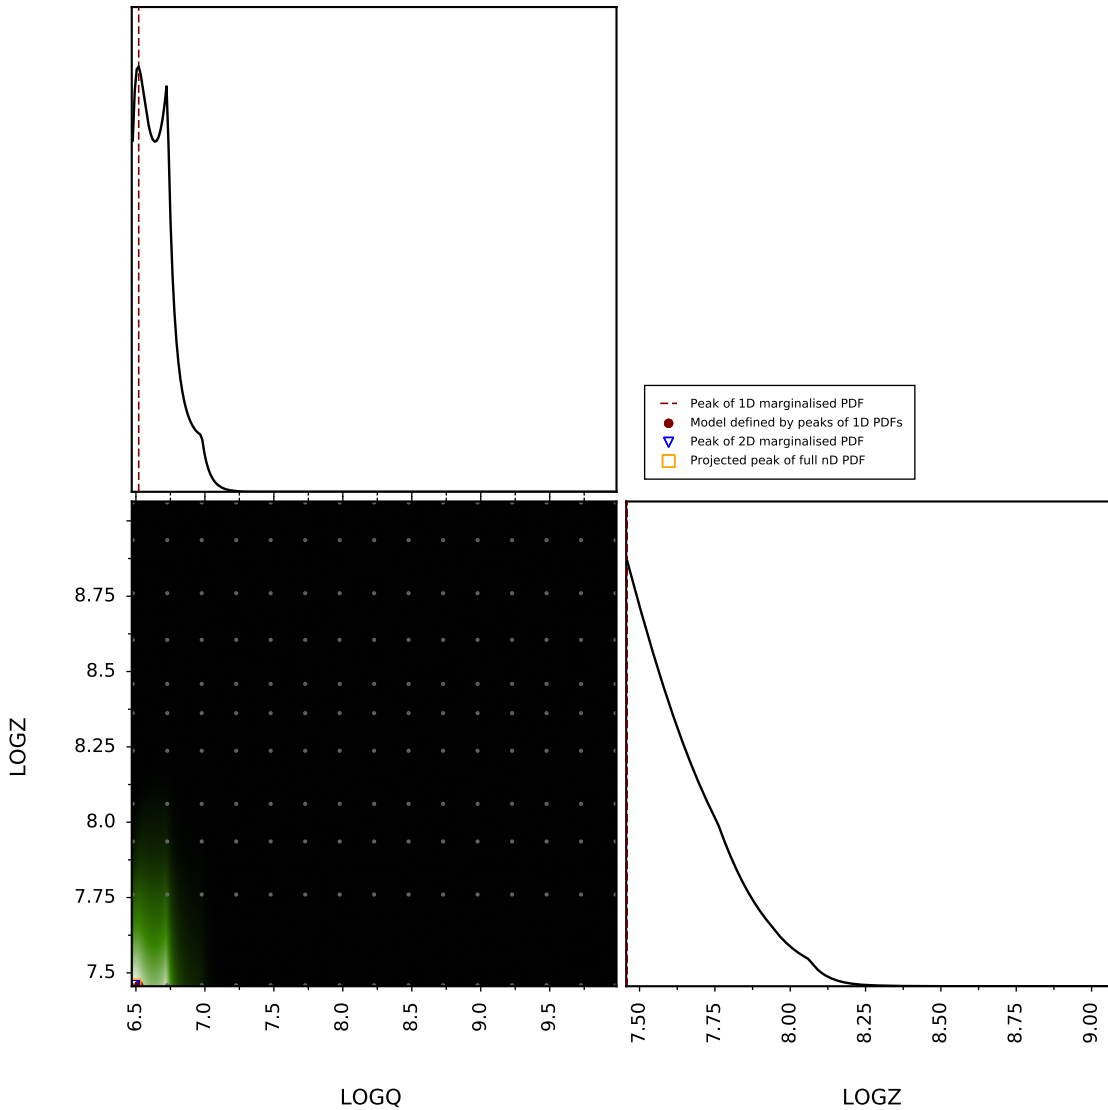 Peak of 1D marginalised PDF
Model defined by peaks of 1D PDFs
Peak of 2D marginalised PDF
Projected peak of full nD PDF
8.75
8.5
8.25
8.0
7.75
7.5
LOGZ
6.5
7.0
7.5
8.0
8.5
9.0
9.5
LOGQ
7.50
7.75
8.00
8.25
8.50
8.75
9.00
LOGZ